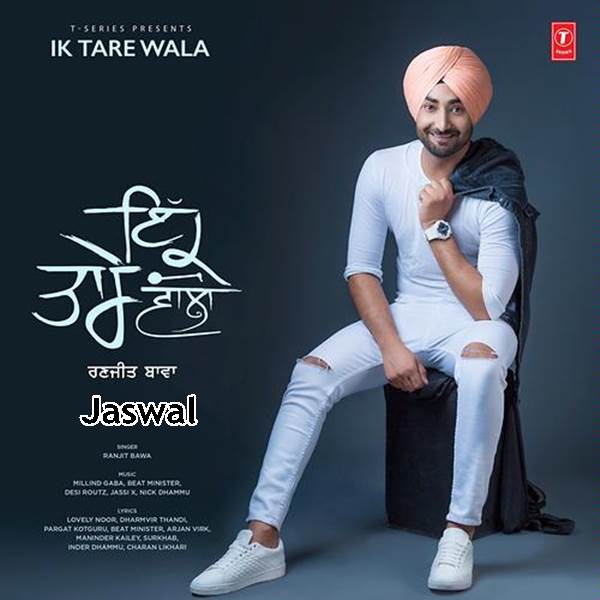 T-SERIES PRESENTS
IK TARE WALA
T
SERIES
ਇੱਕ
ਤਾਰੇ ਵਾਲਾ
ਰਣਜੀਤ ਬਾਵਾ
Jaswal
SINGER
RANJIT BAWA
MUSIC
MILLIND GABA, BEAT MINISTER,
DESI ROUTZ, JASSI X, NICK DHAMMU
LYRICS
LOVELY NOOR, DHARMVIR THANDI,
PARGAT KOTGURU, BEAT MINISTER, ARJAN VIRK,
MANINDER KAILEY, SURKHAB,
INDER DHAMMU, CHARAN LIKHARI